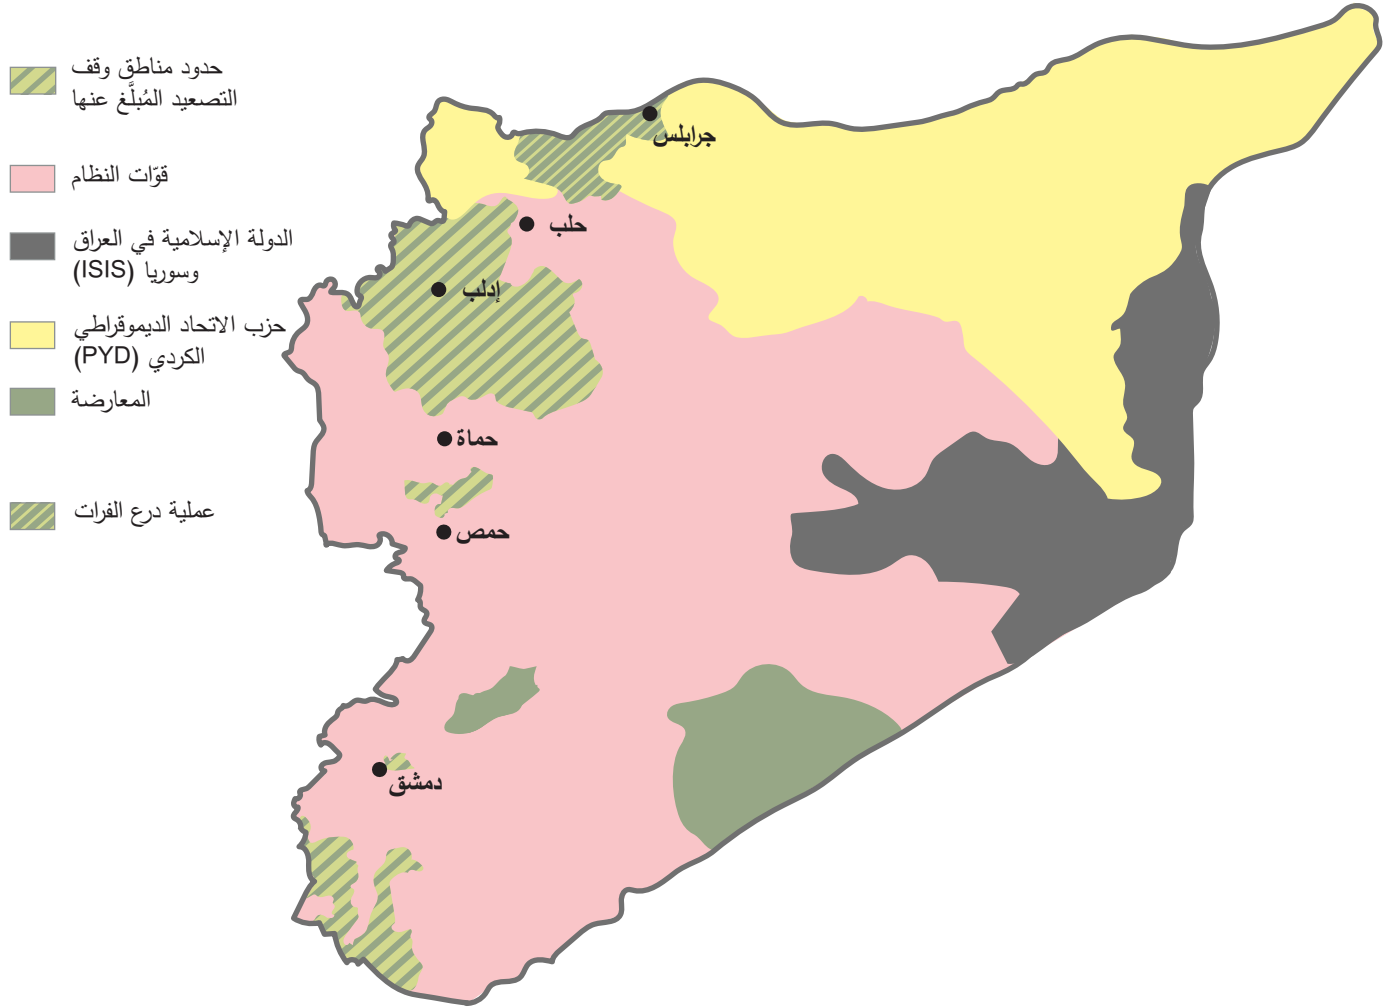 حدود مناطق وقف
التصعيد المُبلَّغ عنها
قوّات النظام
الدولة الإسلامية في العراق
وسوريا (ISIS)
حزب الاتحاد الديموقراطي
الكردي (PYD)
المعارضة
عملية درع الفرات
جرابلس
حلب
إدلب
حماة
حمص
دمشق